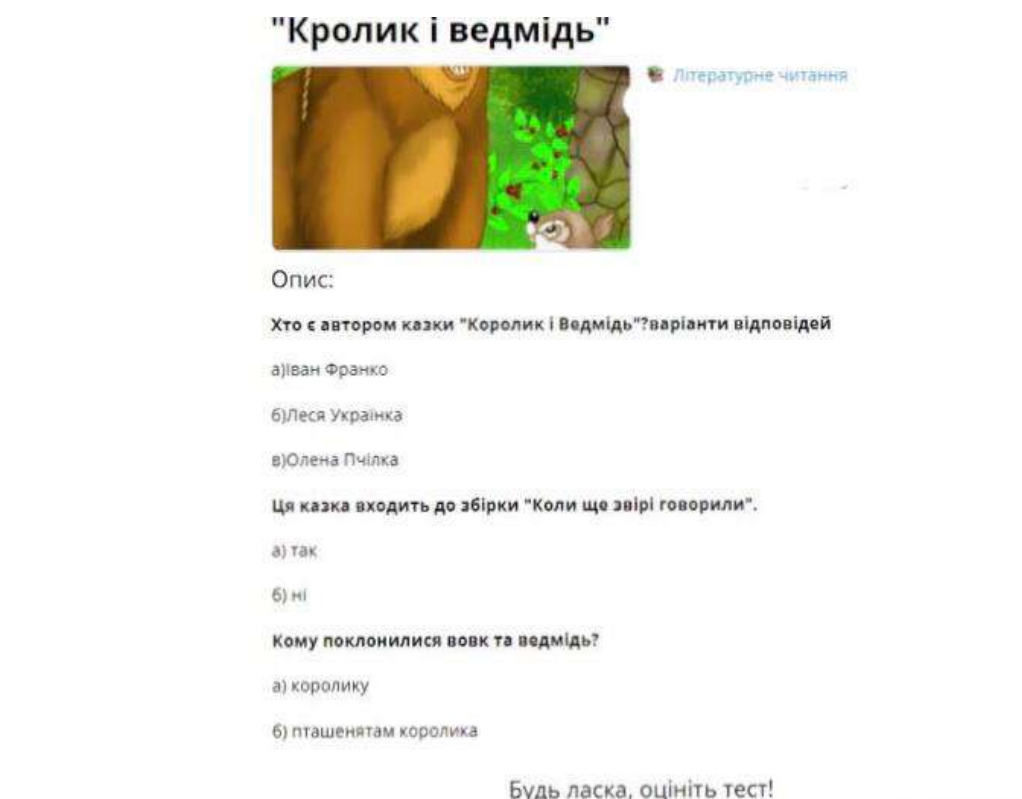 "Кролик і ведмідь"
Літературне читання
Опис:
Хто є автором казки "Королик і Ведмідь"?варіанти відповідей
а)Іван Франко
б)Леся Українка
в)Олена Пчілка
Ця казка входить до збірки "Коли ще звірі говорили".
а) так
б) ні
Кому поклонилися вовк та ведмідь?
а) королику
б) пташенятам королика
Будь ласка, оцініть тест!